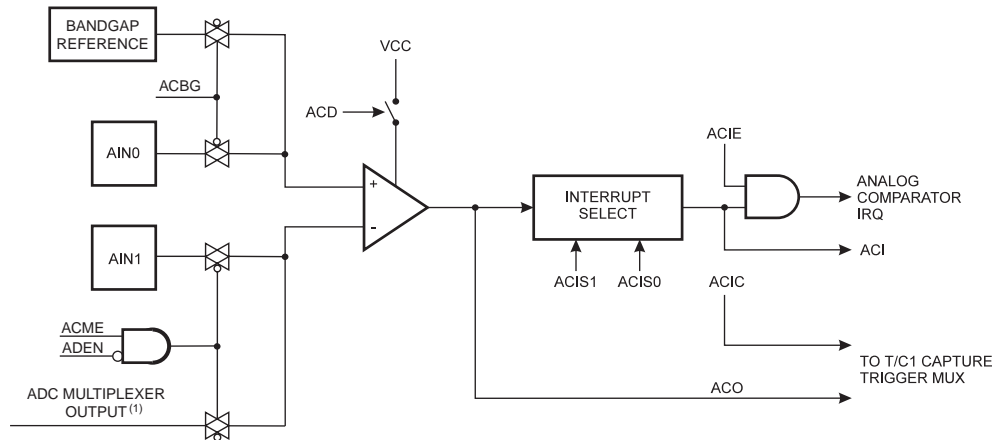 BANDGAP
REFERENCE
ACBG
AIN0
AIN1
ACME
ADEN
ADC MULTIPLEXER
OUTPUT (1)
VCC
ACD
+
-
INTERRUPT
SELECT
ACIS1 ACIS0
ACIE
ANALOG
COMPARATOR
IRQ
ACI
ACIC
TO T/C1 CAPTURE
TRIGGER MUX
ACO